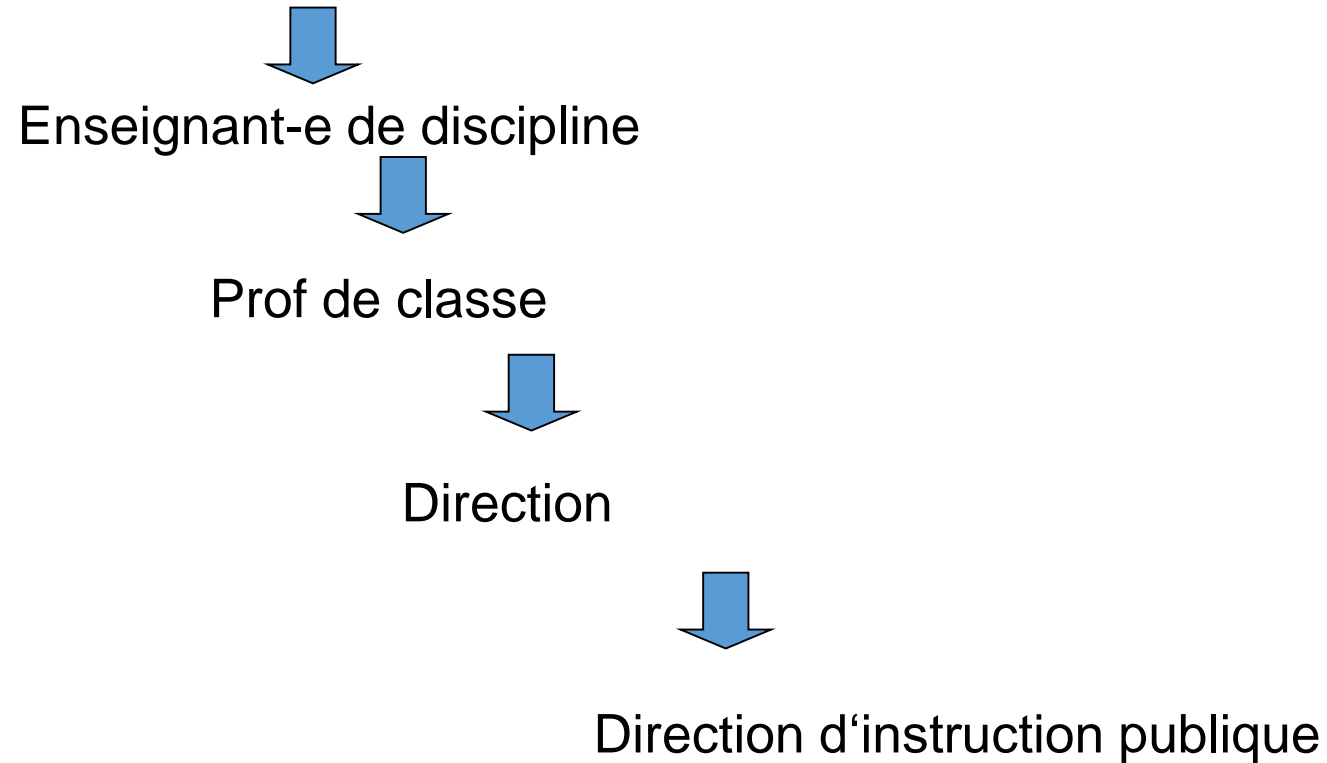 Enseignant-e de discipline
Prof de classe
Direction
Direction d‘instruction publique